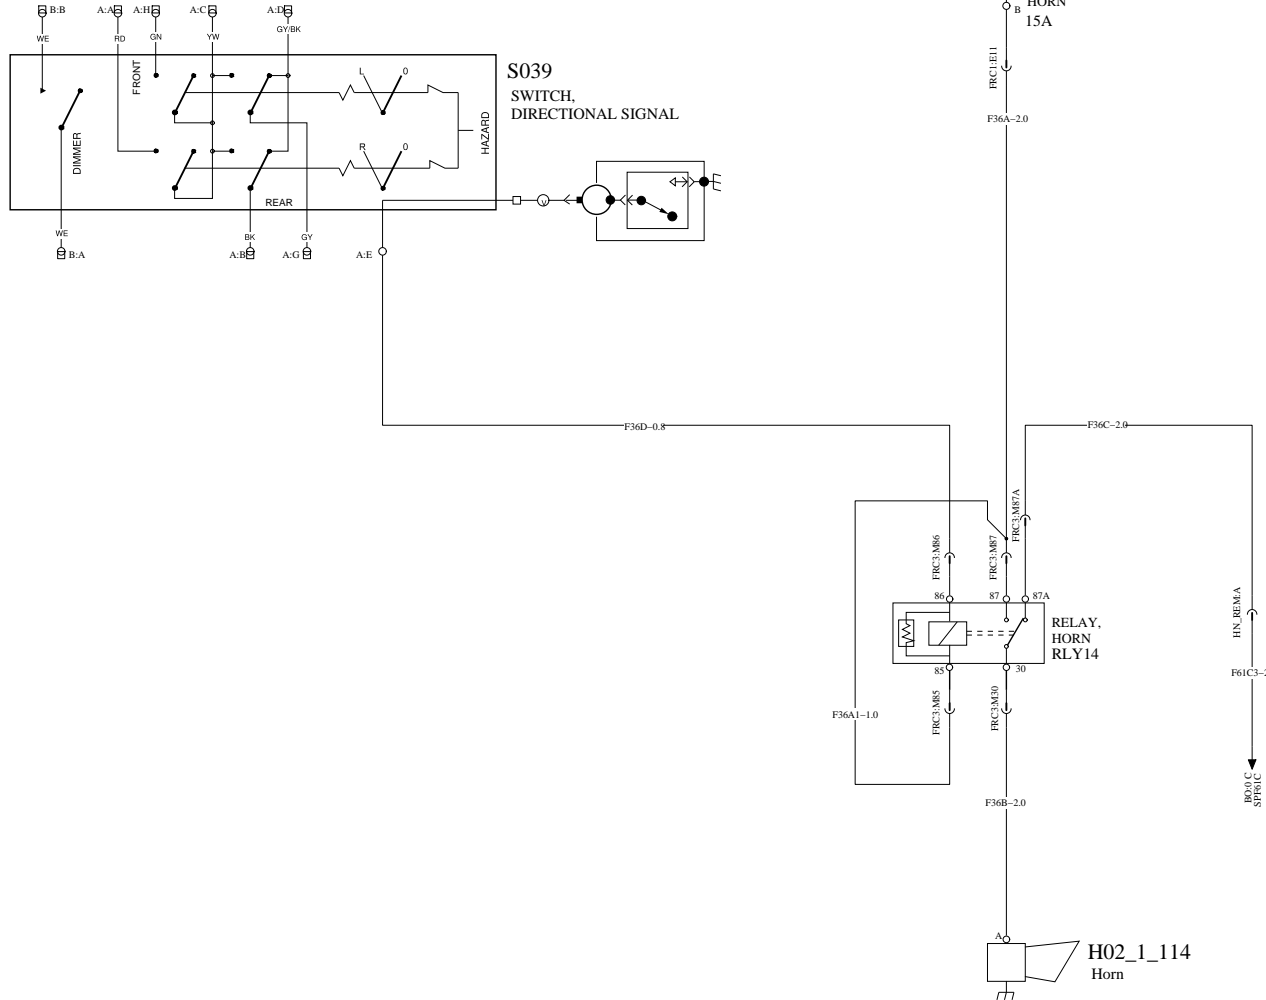 B:B
A:A
A:H
A:C
A:D
HORN
B
15A
WE
RD
GN
YW
GY/BK
FRC1:E11
S039
SWITCH,
DIRECTIONAL SIGNAL
FRONT
DIMMER
L
0
R
0
HAZARD
REAR
F36A-2.0
V
WE
BK
GY
B:A
A:B
A:G
A:E
F36D-0.8
F36C-2.0
FRC3:M86
FRC3:M87
FRC3:M87A
86
87
87A
RELAY,
HORN
RLY14
HN_REM:A
85
30
FRC3:M85
FRC3:M30
F36A1-1.0
F36B-2.0
BO:0 C
SPF61C
A
H02_1_114
Horn